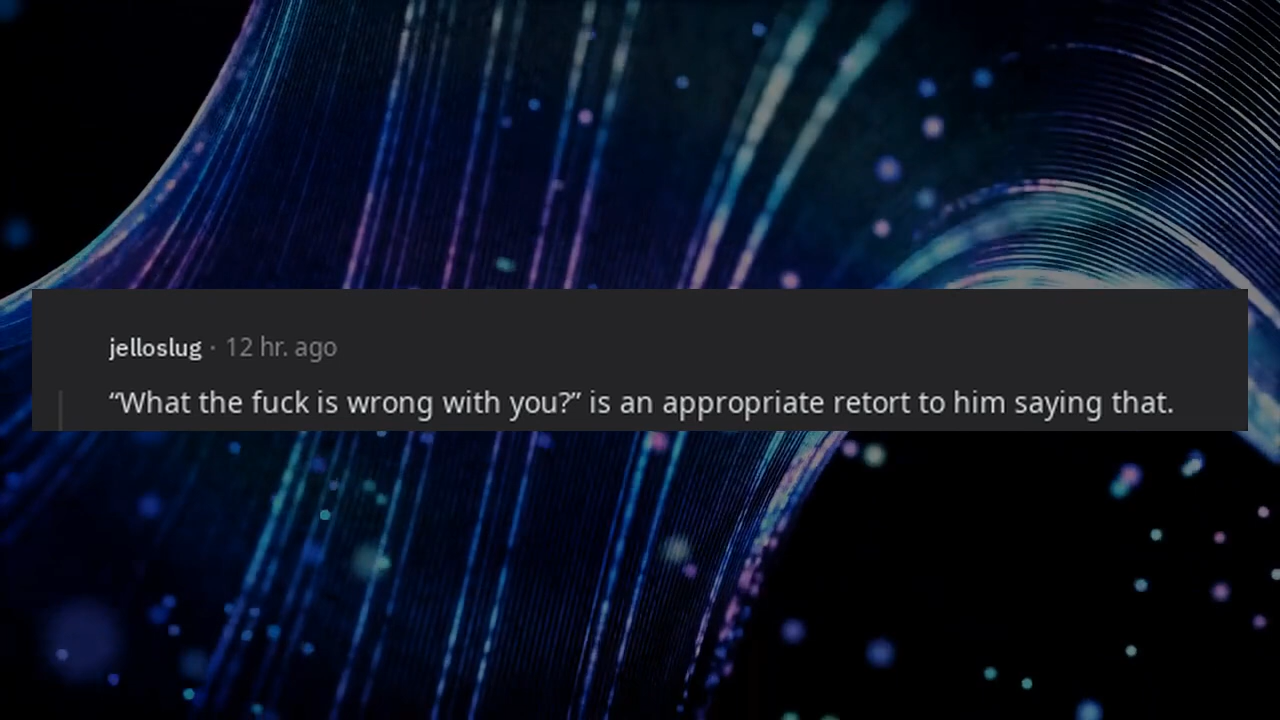 jelloslug · 12 hr. ago
“What the fuck is wrong with you?” is an appropriate retort to him saying that.